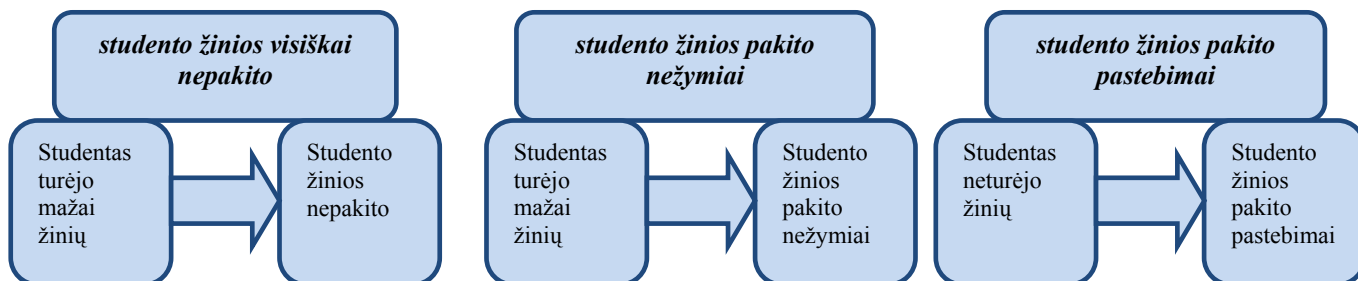 studento žinios visiškai
nepakito
Studentas
turėjo
mažai
žinių
Studento
žinios
nepakito
studento žinios pakito
nežymiai
Studentas
turėjo
mažai
žinių
Studento
žinios
pakito
nežymiai
studento žinios pakito
pastebimai
Studentas
neturėjo
žinių
Studento
žinios
pakito
pastebimai